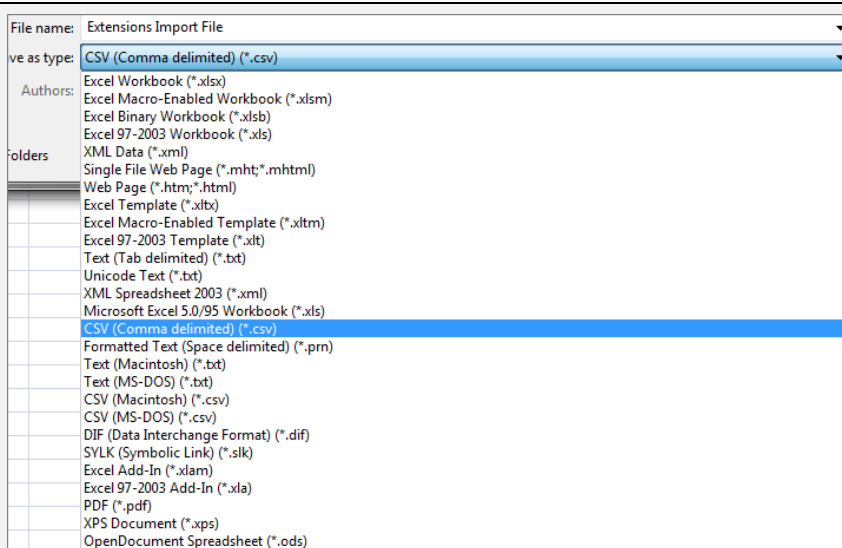 File name: Extensions Import File
ve as type: CSV (Comma delimited) (*.csv)
Authors:
Folders
Excel Workbook (*.xlsx)
Excel Macro-Enabled Workbook (*.xlsm)
Excel Binary Workbook (*.xlsb)
Excel 97-2003 Workbook (*.xls)
XML Data (*.xml)
Single File Web Page (*.mht;*.mhtml)
Web Page (*.htm;*.html)
Excel Template (*.xltx)
Excel Macro-Enabled Template (*.xltm)
Excel 97-2003 Template (*.xlt)
Text (Tab delimited) (*.txt)
Unicode Text (*.txt)
XML Spreadsheet 2003 (*.xml)
Microsoft Excel 5.0/95 Workbook (*.xls)
CSV (Comma delimited) (*.csv)
Formatted Text (Space delimited) (*.prn)
Text (Macintosh) (*.txt)
Text (MS-DOS) (*.txt)
CSV (Macintosh) (*.csv)
CSV (MS-DOS) (*.csv)
DIF (Data Interchange Format) (*.dif)
SYLK (Symbolic Link) (*.slk)
Excel Add-In (*.xlam)
Excel 97-2003 Add-In (*.xla)
PDF (*.pdf)
XPS Document (*.xps)
OpenDocument Spreadsheet (*.ods)